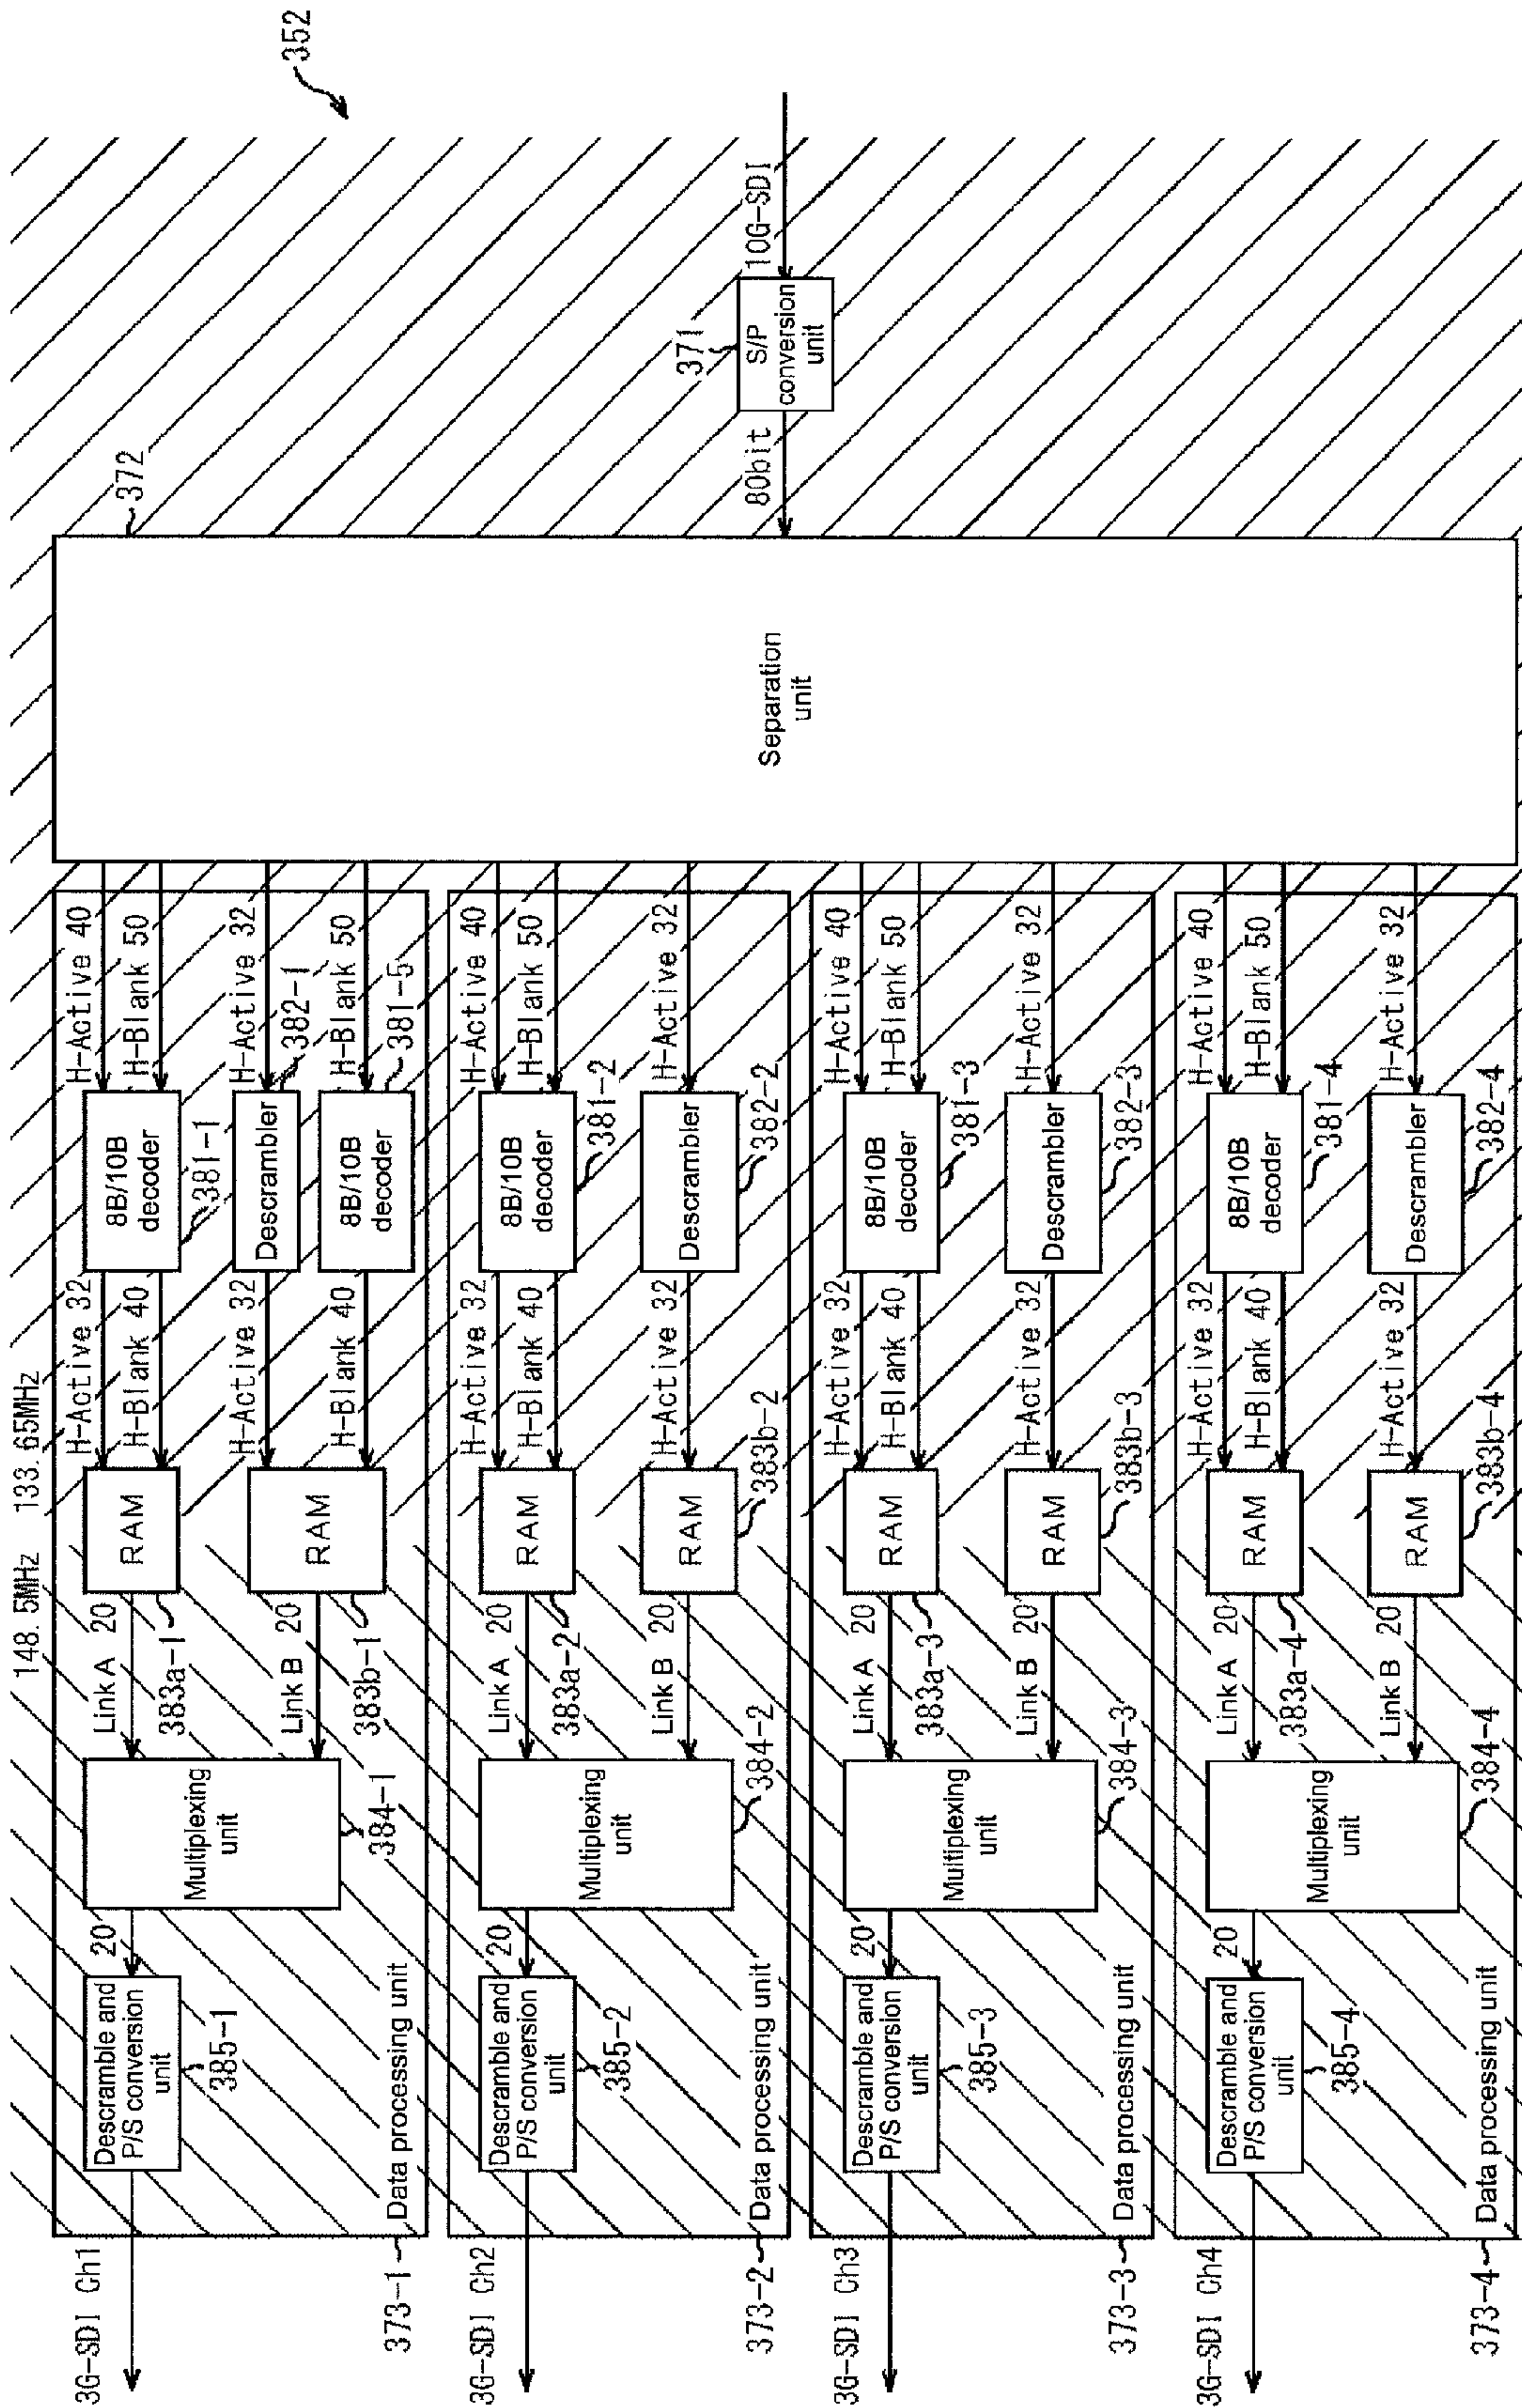 352
10G-SDI
371
S/P
conversion
unit
80bit
372
Separation
unit
148. 5MHz
133. 65MHz
H-Active 40
H-Blank 50
H-Active 32
H-Blank 50
8B/10B
decoder
381-1
Descrambler
382-1
8B/10B
decoder
381-5
H-Active 32
H-Blank 40
H-Active 32
H-Blank 40
RAM
383a-1
RAM
383b-1
Link A 20
Link B 20
Multiplexing
unit
384-1
20
Descramble and
P/S conversion
unit
385-1
Data processing unit
373-1
3G-SDI Ch1
H-Active 40
H-Blank 50
H-Active 32
8B/10B
decoder
381-2
Descrambler
382-2
H-Active 32
H-Blank 40
H-Active 32
RAM
383a-2
RAM
383b-2
Link A 20
Link B 20
Multiplexing
unit
384-2
20
Descramble and
P/S conversion
unit
385-2
Data processing unit
373-2
3G-SDI Ch2
H-Active 40
H-Blank 50
H-Active 32
8B/10B
decoder
381-3
Descrambler
382-3
H-Active 32
H-Blank 40
H-Active 32
RAM
383a-3
RAM
383b-3
Link A 20
Link B 20
Multiplexing
unit
384-3
20
Descramble and
P/S conversion
unit
385-3
Data processing unit
373-3
3G-SDI Ch3
H-Active 40
H-Blank 50
H-Active 32
8B/10B
decoder
381-4
Descrambler
382-4
H-Active 32
H-Blank 40
H-Active 32
RAM
383a-4
RAM
383b-4
Link A 20
Link B 20
Multiplexing
unit
384-4
20
Descramble and
P/S conversion
unit
385-4
Data processing unit
373-4
3G-SDI Ch4